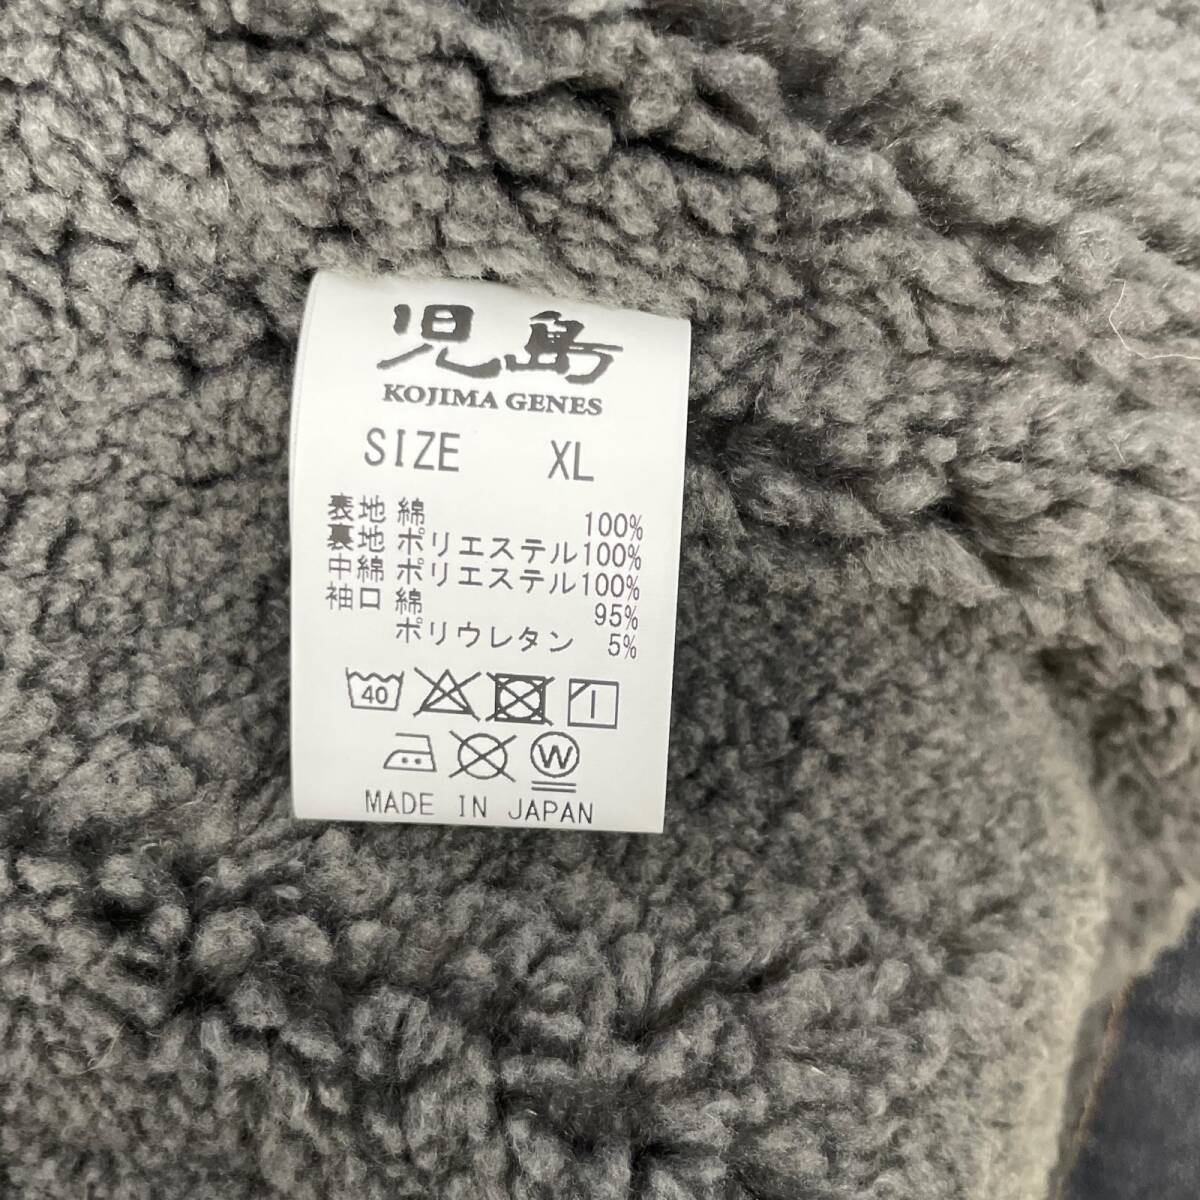 児島
KOJIMA GENES
SIZE XL
表地 綿 100%
裏地 ポリエステル100%
中綿 ポリエステル100%
袖口 綿 95%
ポリウレタン 5%
40
W
MADE IN JAPAN